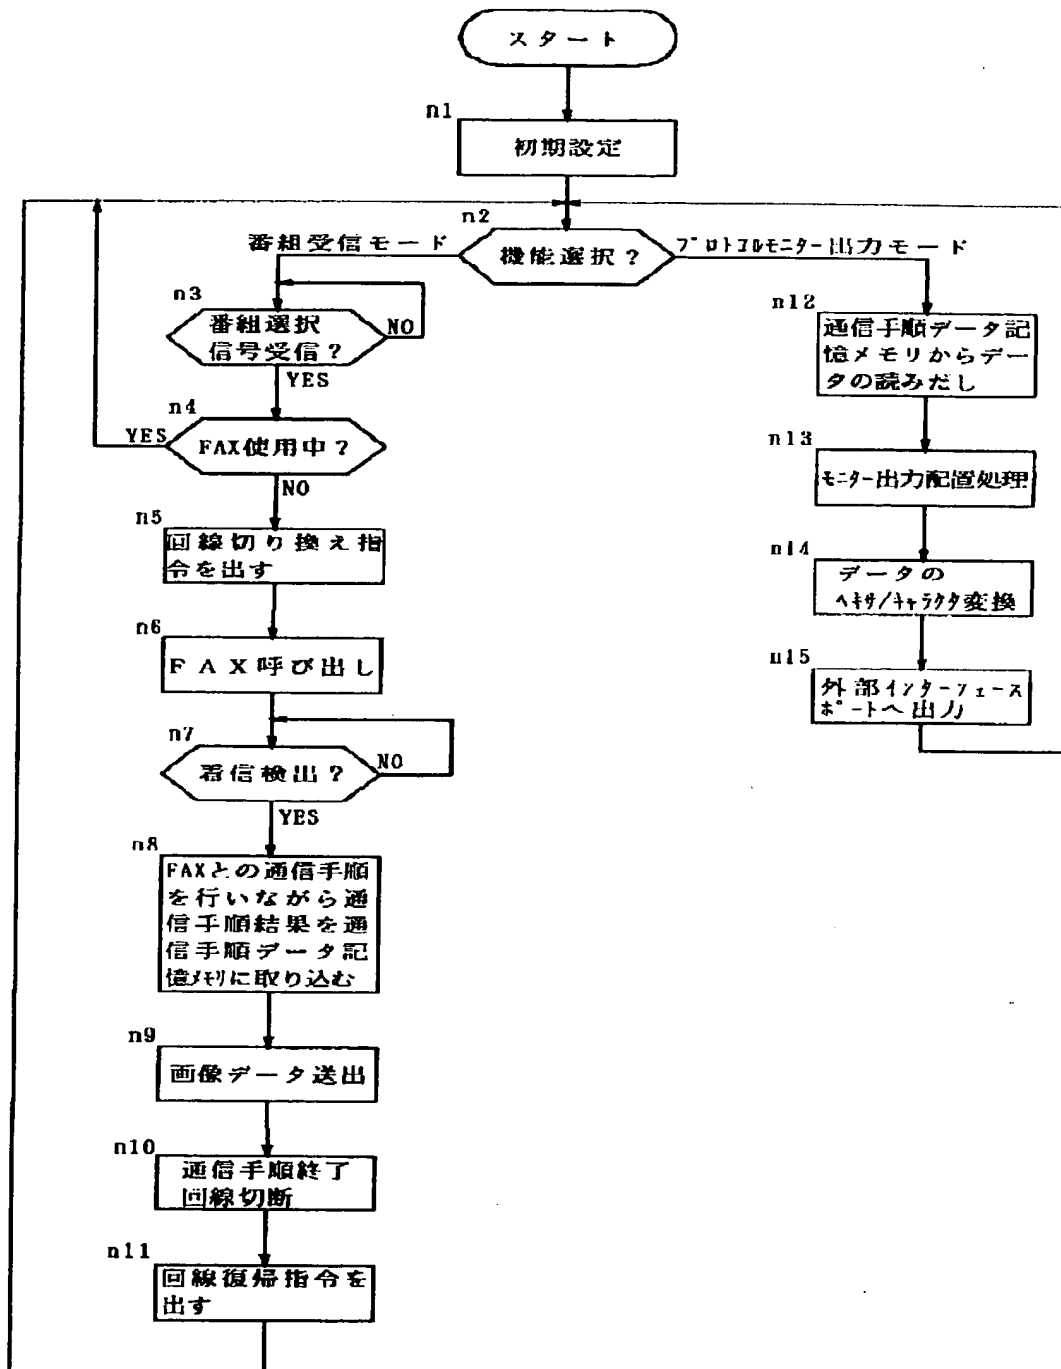 スタート
n1
初期設定
n2
番組受信モード
機能選択?
プロトコルモニター出力モード
n3
番組選択
信号受信?
NO
YES
n4
YES
FAX使用中?
NO
n5
回線切り換え指
令を出す
n6
FAX呼び出し
n7
着信検出?
NO
YES
n8
FAXとの通信手順
を行いながら通
信手順結果を通
信手順データ記
憶メモリに取り込む
n9
画像データ送出
n10
通信手順終了
回線切断
n11
回線復帰指令を
出す
n12
通信手順データ記
憶メモリからデー
タの読みだし
n13
モニター出力配置処理
n14
データの
ヘキサ/キャラクタ変換
n15
外部インターフェース
ポートへ出力